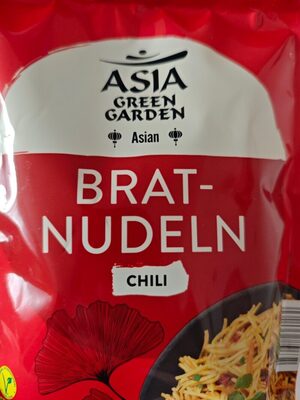 ASIA
GREEN
GARDEN
Asian
BRAT-
NUDELN
CHILI